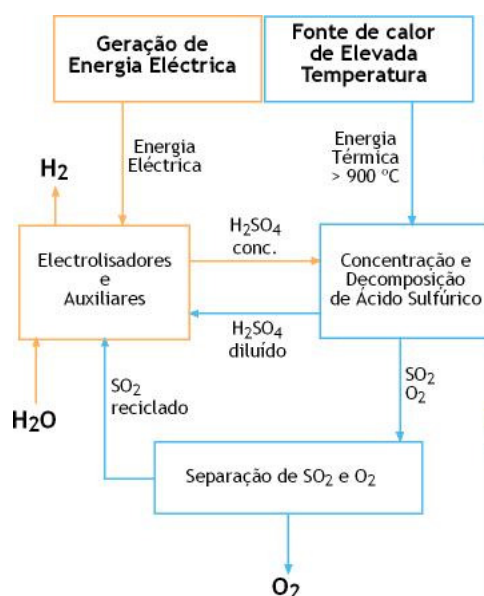 Geração de
Energia Eléctrica
Fonte de calor
de Elevada
Temperatura
Energia
Eléctrica
Energia
Térmica
> 900 ºC
H₂
H₂SO₄
conc.
Electrolisadores
e
Auxiliares
Concentração e
Decomposição
de Ácido Sulfúrico
H₂SO₄
diluído
H₂O
SO₂
reciclado
SO₂
O₂
Separação de SO₂ e O₂
O₂